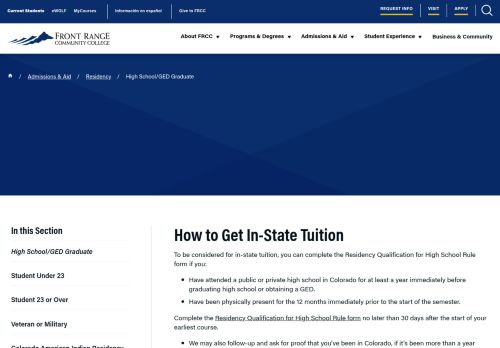 Current Students eWOLF MyCourses Información en español Give to FRCC REQUEST INFO VISIT APPLY
FRONT RANGE
COMMUNITY COLLEGE
About FRCC Programs & Degrees Admissions & Aid Student Experience Business & Community
/ Admissions & Aid / Residency / High School/GED Graduate
In this Section
High School/GED Graduate
Student Under 23
Student 23 or Over
Veteran or Military
Colorado American Indian Residency
How to Get In-State Tuition
To be considered for in-state tuition, you can complete the Residency Qualification for High School Rule
form if you:
• Have attended a public or private high school in Colorado for at least a year immediately before
graduating high school or obtaining a GED.
• Have been physically present for the 12 months immediately prior to the start of the semester.
Complete the Residency Qualification for High School Rule form no later than 30 days after the start of your
earliest course.
• We may also follow-up and ask for proof that you've been in Colorado, if it's been more than a year